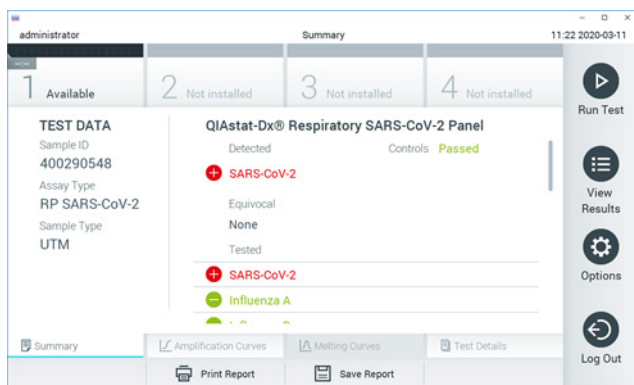 administrator Summary 11:22 2020-03-11
1 Available 2 Not installed 3 Not installed 4 Not installed
Run Test
TEST DATA
Sample ID
400290548
Assay Type
RP SARS-CoV-2
Sample Type
UTM
QIAstat-Dx® Respiratory SARS-CoV-2 Panel
Detected Controls Passed
SARS-CoV-2
Equivocal
None
Tested
SARS-CoV-2
Influenza A
View
Results
Options
Log Out
Summary Amplification Curves Melting Curves Test Details
Print Report Save Report